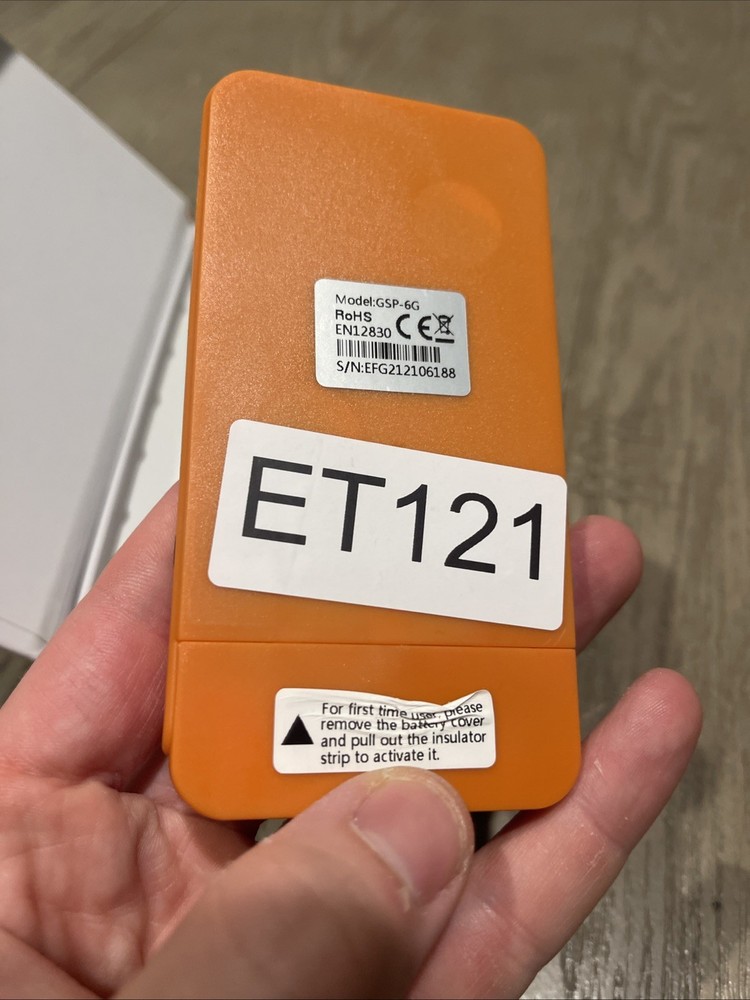 Model:GSP-6G
RoHS
EN12830 CE
S/N:EFG212106188
ET121
For first time user, please
remove the battery cover
and pull out the insulator
strip to activate it.